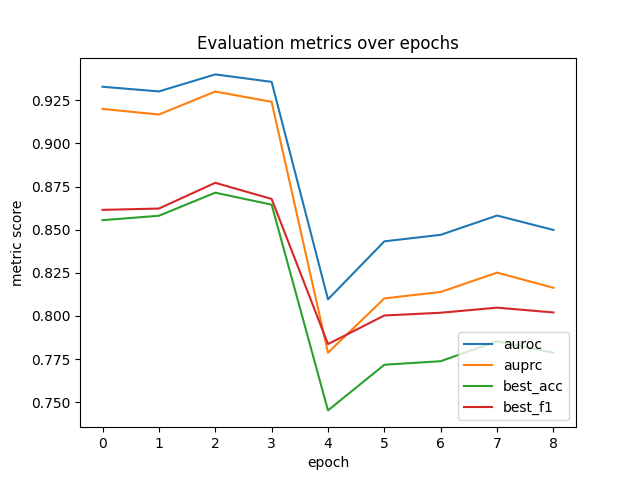 Evaluation metrics over epochs
metric score
0.925
0.900
0.875
0.850
0.825
0.800
0.775
0.750
auroc
auprc
best_acc
best_f1
0 1 2 3 4 5 6 7 8
epoch